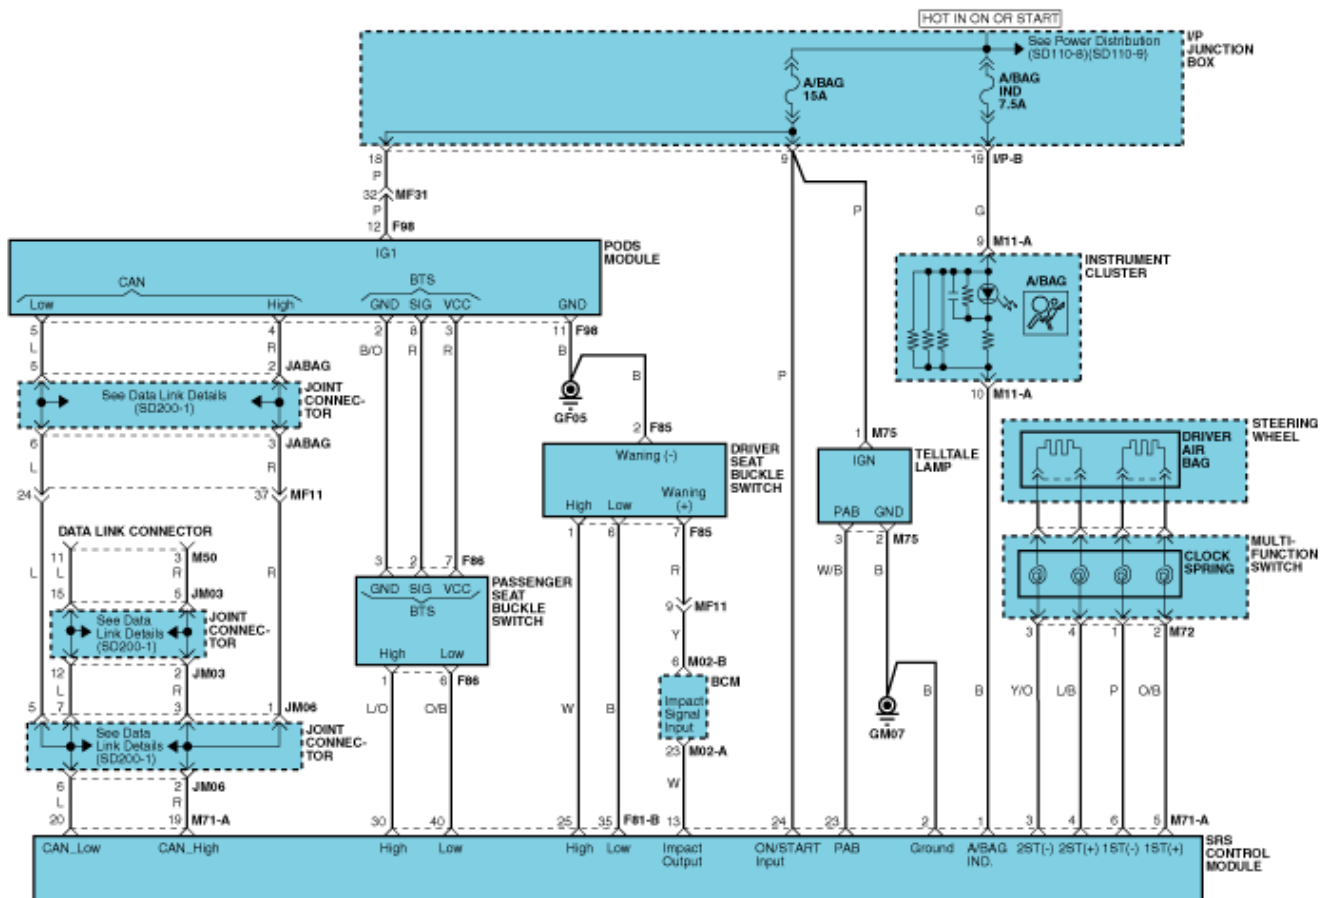 HOT IN ON OR START
See Power Distribution
(SD110-8)(SD110-9)
I/P
JUNCTION
BOX
A/BAG
15A
A/BAG
IND
7.5A
18
9
19
I/P-B
P
32
MF31
P
12
F98
P
G
9
M11-A
PODS
MODULE
IG1
CAN
BTS
Low
High
GND
SIG
VCC
GND
INSTRUMENT
CLUSTER
A/BAG
5
4
2
8
3
11
F98
L
R
B/O
R
R
B
5
2
JABAG
B
P
See Data Link Details
(SD200-1)
JOINT
CONNEC-
TOR
GF05
10
M11-A
6
3
JABAG
L
R
2
F85
1
M75
24
37
MF11
Waning (-)
DRIVER
SEAT
BUCKLE
SWITCH
High
Low
Waning
(+)
IGN
PAB
GND
TELLTALE
LAMP
STEERING
WHEEL
DRIVER
AIR
BAG
DATA LINK CONNECTOR
1
6
7
F85
3
2
M75
11
3
M50
L
R
L
R
15
5
JM03
3
2
7
F86
R
W/B
B
MULTI-
FUNCTION
SWITCH
CLOCK
SPRING
See Data
Link Details
(SD200-1)
JOINT
CONNEC-
TOR
GND
SIG
VCC
BTS
High
Low
PASSENGER
SEAT
BUCKLE
SWITCH
9
MF11
Y
3
4
1
2
M72
12
2
JM03
L
R
1
6
F86
6
M02-B
BCM
Impact
Signal
Input
5
7
3
1
JM06
L/O
O/B
W
B
B
B
Y/O
L/B
P
O/B
GM07
See Data
Link Details
(SD200-1)
JOINT
CONNEC-
TOR
23
M02-A
6
2
JM06
L
R
W
20
19
M71-A
30
40
25
35
F81-B
13
24
23
2
1
3
4
6
5
M71-A
CAN_Low
CAN_High
High
Low
High
Low
Impact
Output
ON/START
Input
PAB
Ground
A/BAG
IND.
2ST(-)
2ST(+)
1ST(-)
1ST(+)
SRS
CONTROL
MODULE